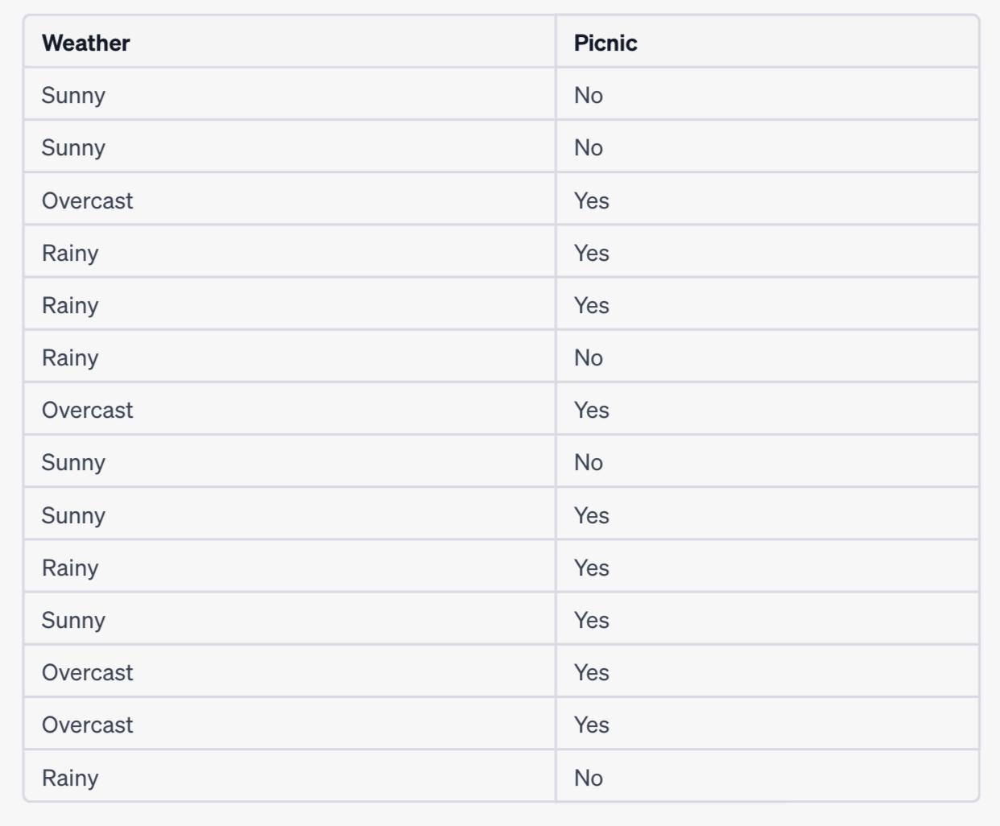 Weather Picnic
Sunny No
Sunny No
Overcast Yes
Rainy Yes
Rainy Yes
Rainy No
Overcast Yes
Sunny No
Sunny Yes
Rainy Yes
Sunny Yes
Overcast Yes
Overcast Yes
Rainy No